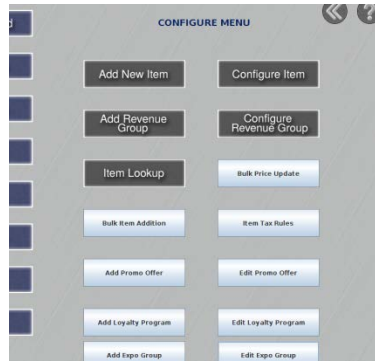 CONFIGURE MENU
Add New Item
Configure Item
Add Revenue
Group
Configure
Revenue Group
Item Lookup
Bulk Price Update
Bulk Item Addition
Item Tax Rules
Add Promo Offer
Edit Promo Offer
Add Loyalty Program
Edit Loyalty Program
Add Expo Group
Edit Expo Group